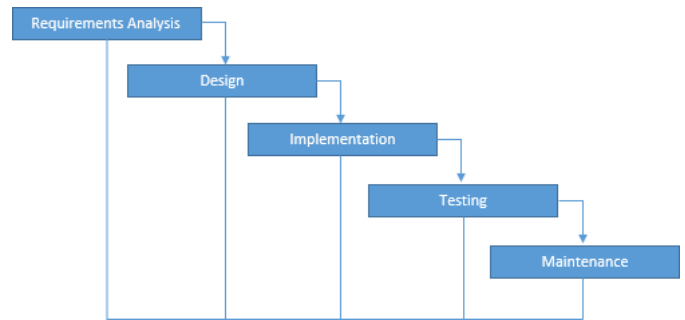 Requirements Analysis
Design
Implementation
Testing
Maintenance